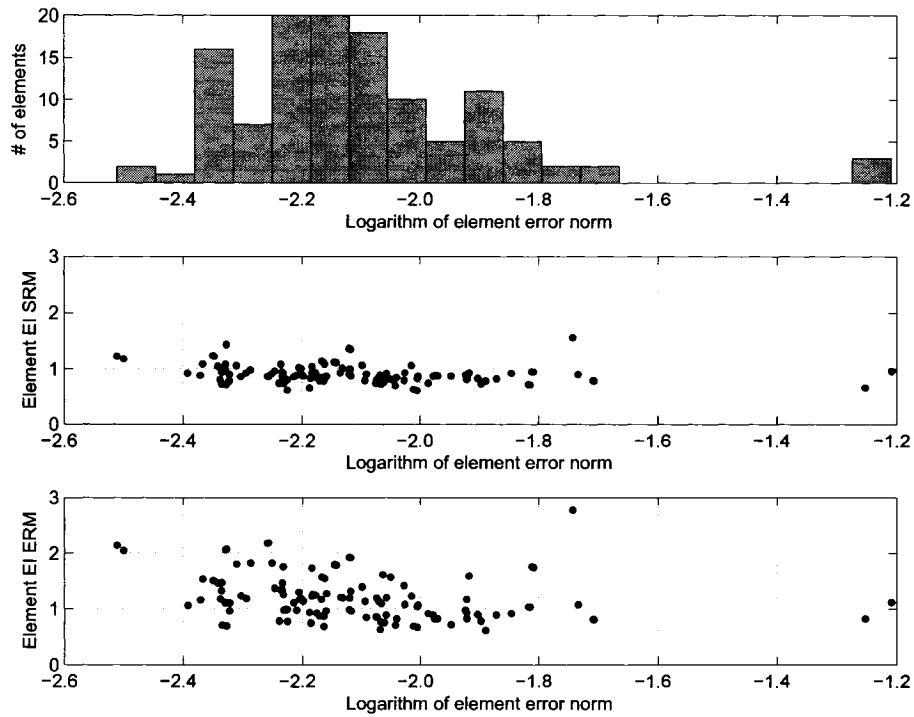 20
15
10
5
0
# of elements
−2.6 −2.4 −2.2 −2.0 −1.8 −1.6 −1.4 −1.2
Logarithm of element error norm
3
2
1
0
Element EI SRM
−2.6 −2.4 −2.2 −2.0 −1.8 −1.6 −1.4 −1.2
Logarithm of element error norm
3
2
1
0
Element EI ERM
−2.6 −2.4 −2.2 −2.0 −1.8 −1.6 −1.4 −1.2
Logarithm of element error norm